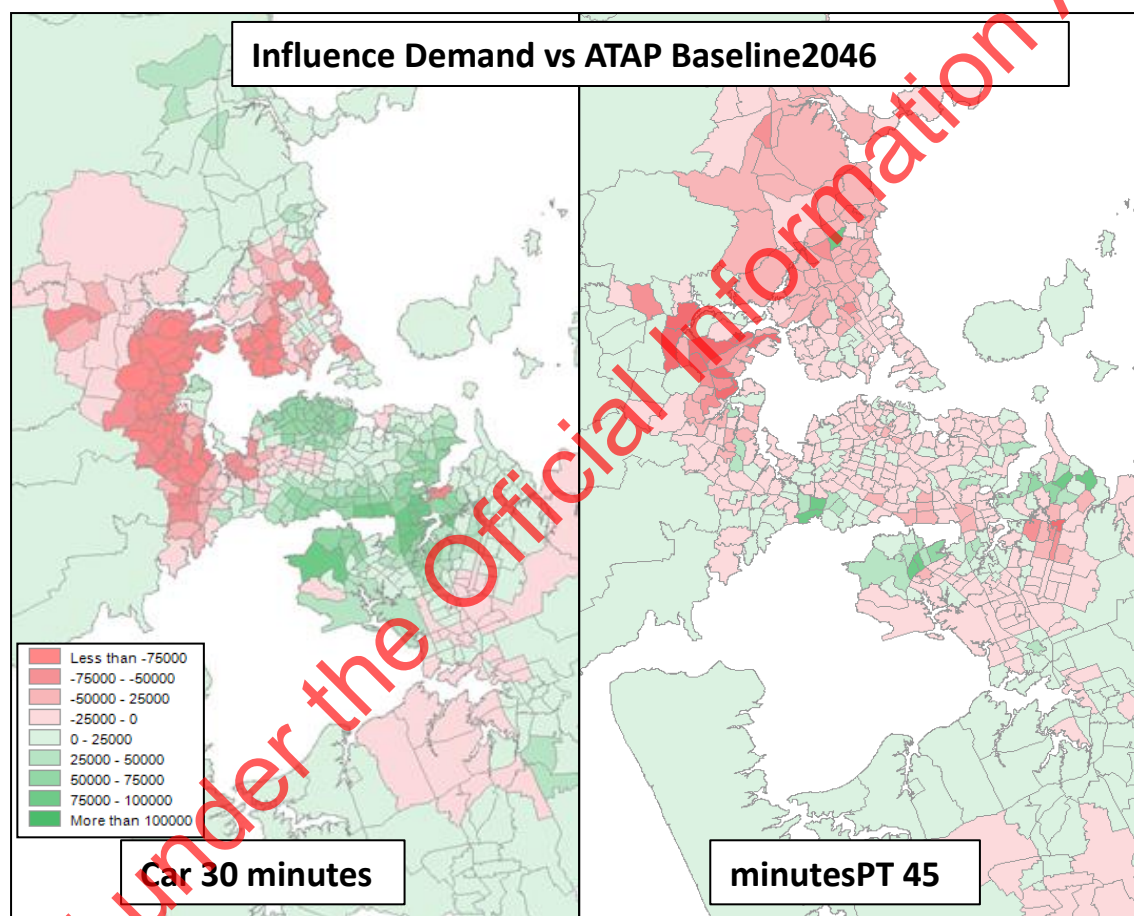 Influence Demand vs ATAP Baseline2046
Less than -75000
-75000 - -50000
-50000 - 25000
-25000 - 0
0 - 25000
25000 - 50000
50000 - 75000
75000 - 100000
More than 100000
Car 30 minutes
minutesPT 45
under the Official Information